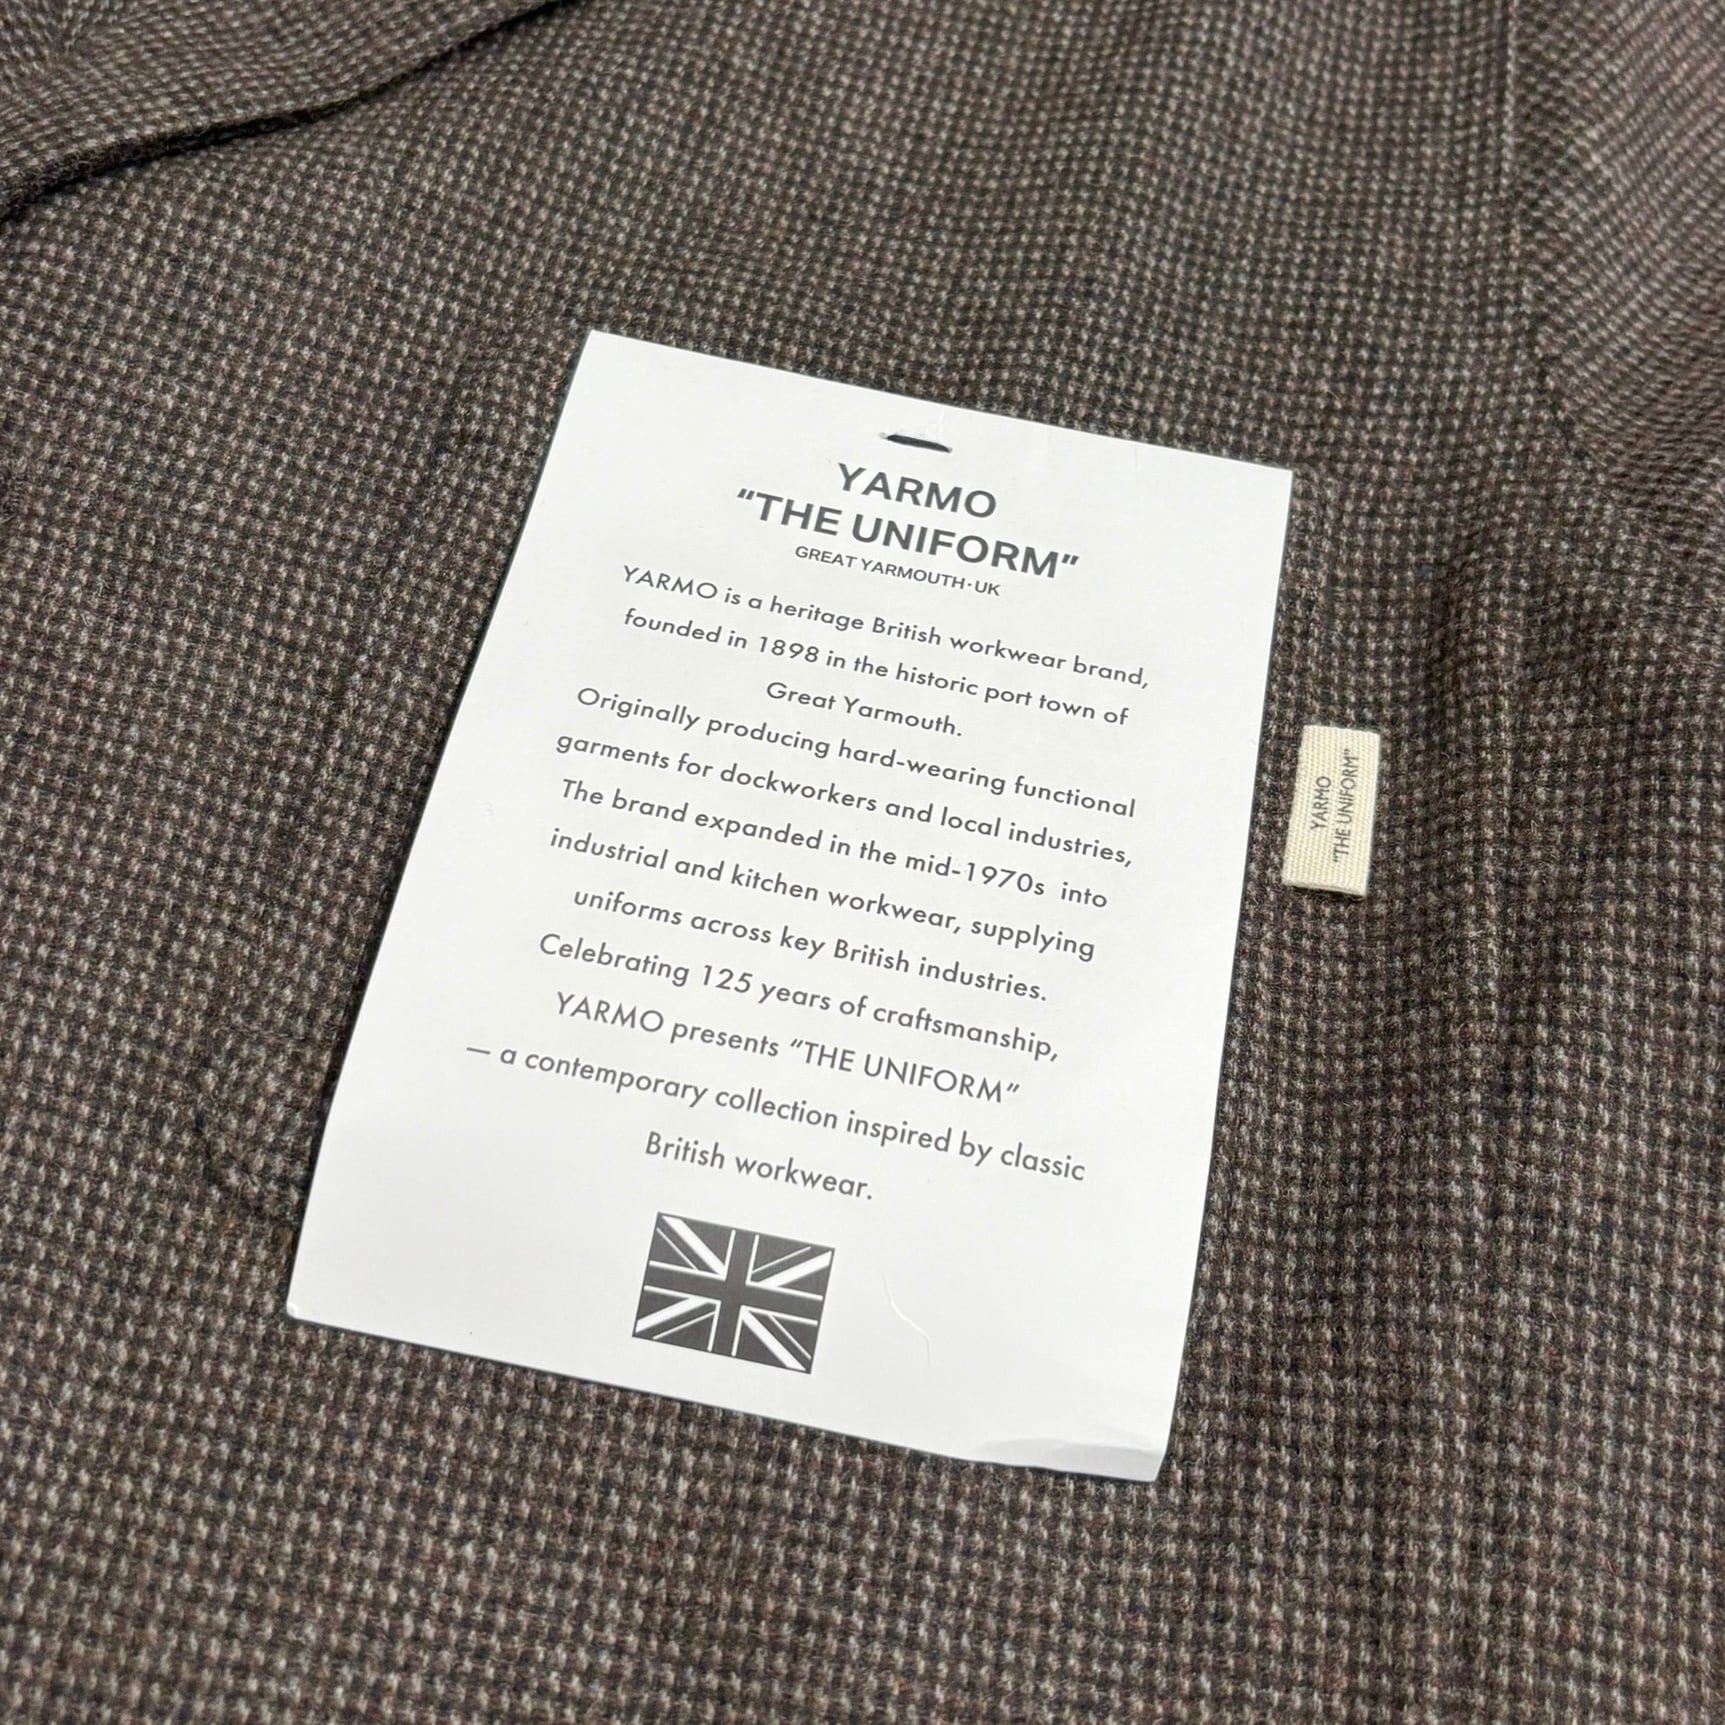 YARMO
"THE UNIFORM"
GREAT YARMOUTH·UK
YARMO is a heritage British workwear brand,
founded in 1898 in the historic port town of
Great Yarmouth.
Originally producing hard-wearing functional
garments for dockworkers and local industries,
The brand expanded in the mid-1970s into
industrial and kitchen workwear, supplying
uniforms across key British industries.
Celebrating 125 years of craftsmanship,
YARMO presents "THE UNIFORM"
— a contemporary collection inspired by classic
British workwear.
YARMO
"THE UNIFORM"